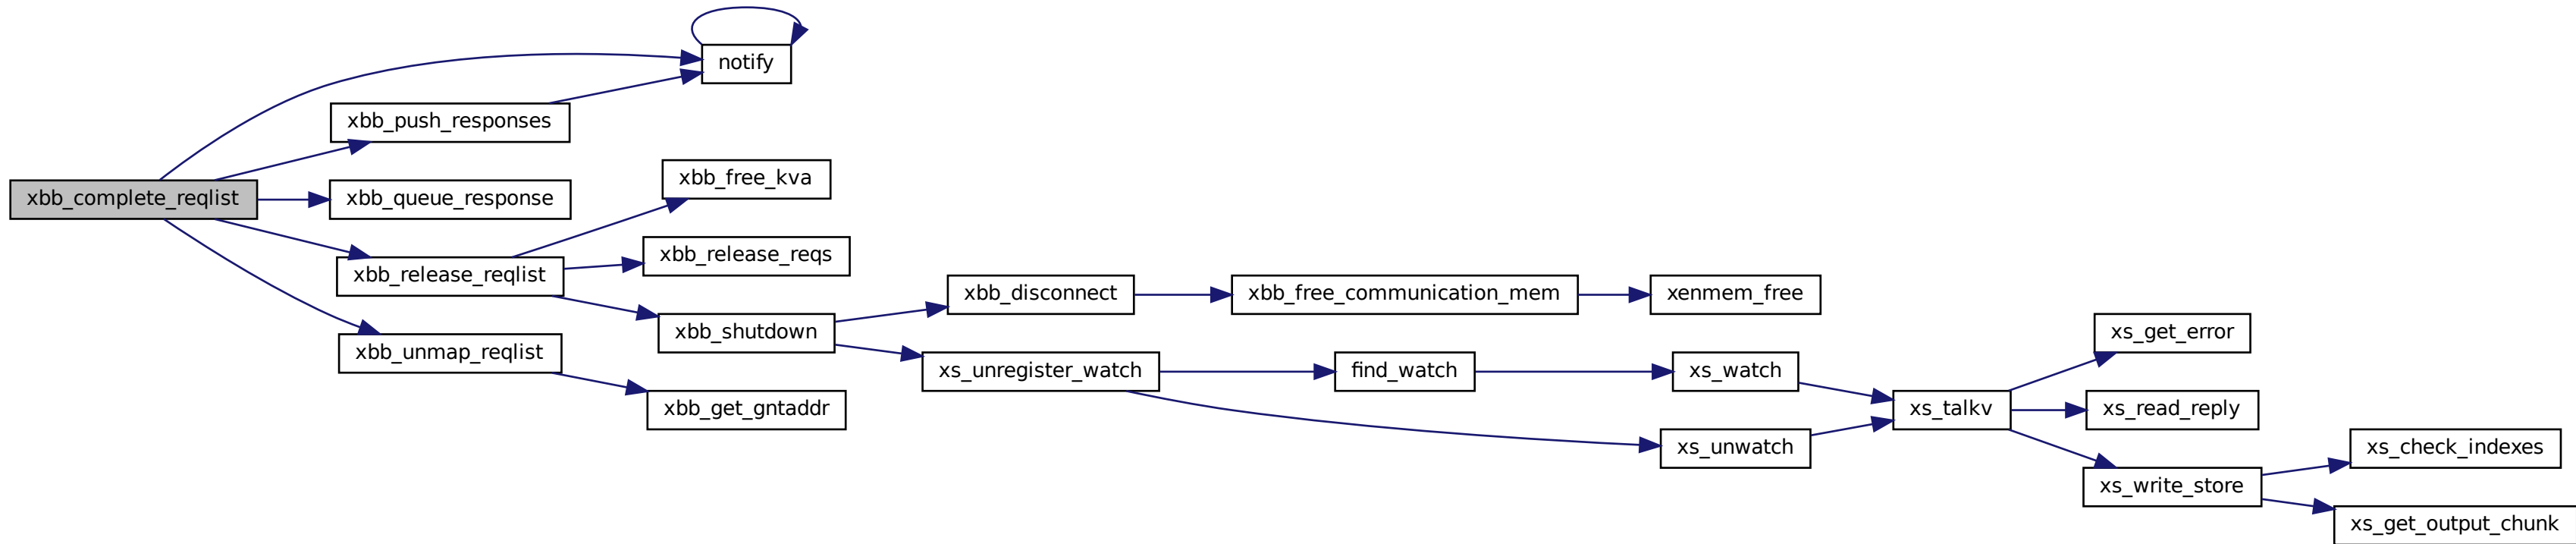 notify
xbb_push_responses
xbb_complete_reqlist
xbb_queue_response
xbb_free_kva
xbb_release_reqs
xbb_release_reqlist
xbb_shutdown
xbb_unmap_reqlist
xbb_get_gntaddr
xbb_disconnect
xbb_free_communication_mem
xenmem_free
xs_unregister_watch
find_watch
xs_watch
xs_unwatch
xs_talkv
xs_get_error
xs_read_reply
xs_write_store
xs_check_indexes
xs_get_output_chunk